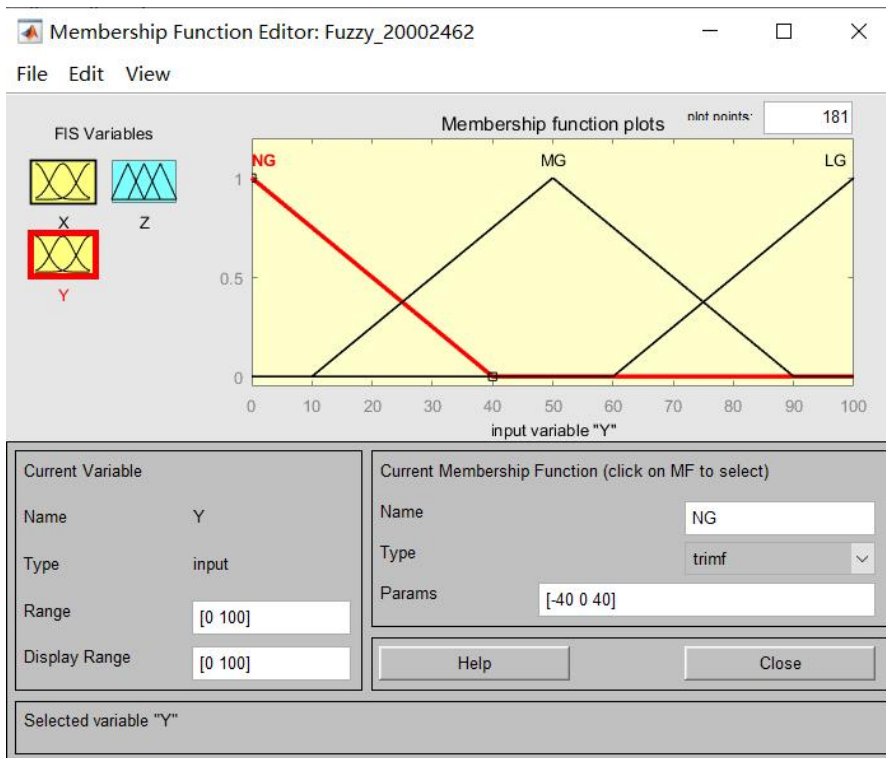 Membership Function Editor: Fuzzy_20002462
File Edit View
FIS Variables
X
Z
Y
Membership function plots
plot points:
181
NG
MG
LG
1
0.5
0
0 10 20 30 40 50 60 70 80 90 100
input variable "Y"
Current Variable
Name Y
Type input
Range [0 100]
Display Range [0 100]
Current Membership Function (click on MF to select)
Name NG
Type trimf
Params [-40 0 40]
Help Close
Selected variable "Y"